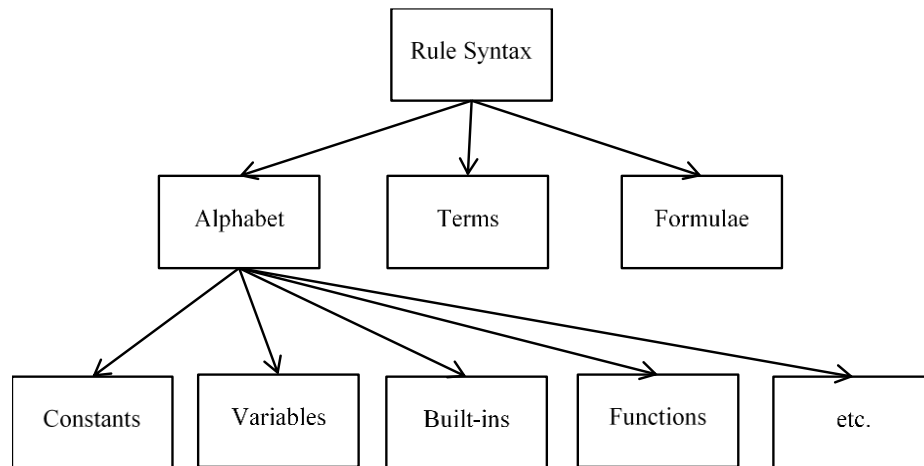 Rule Syntax
Alphabet
Terms
Formulae
Constants
Variables
Built-ins
Functions
etc.